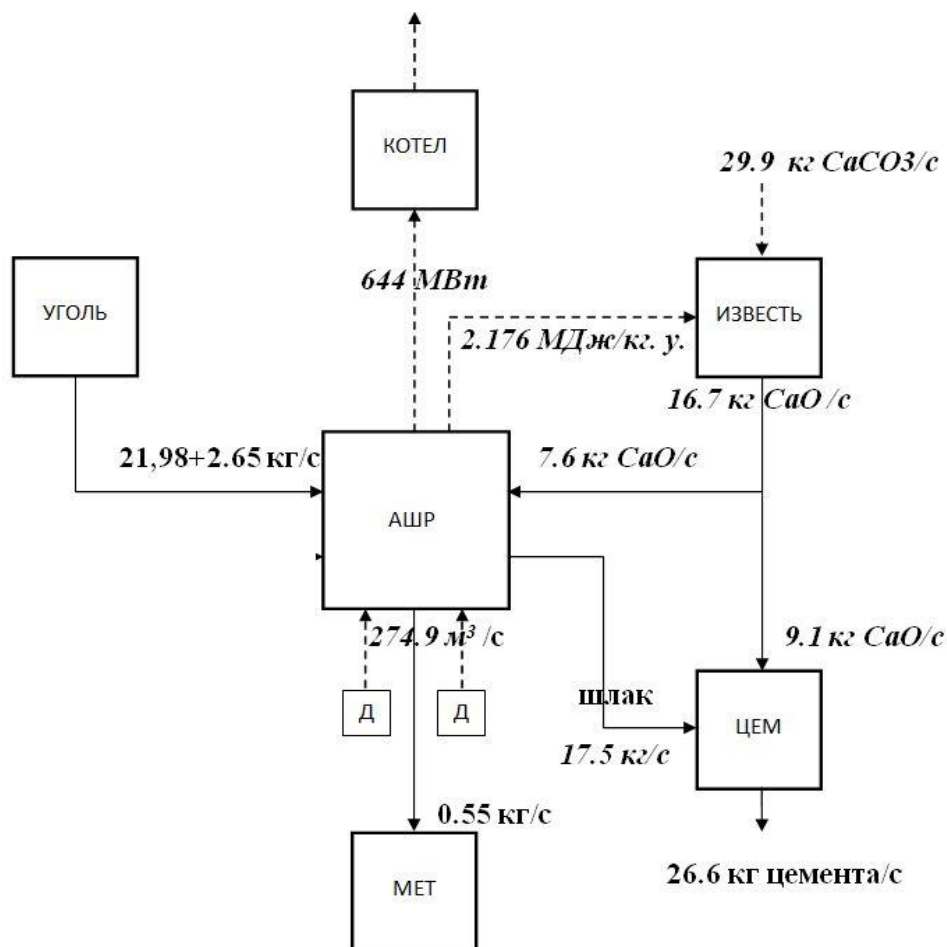 КОТЕЛ
29.9 кг CaCO3/с
УГОЛЬ
644 МВт
ИЗВЕСТЬ
2.176 МДж/кг. у.
16.7 кг CaO /с
21,98+2.65 кг/с
7.6 кг CaO/с
АШР
274.9 м³ /с
9.1 кг CaO/с
Д
Д
шлак
ЦЕМ
17.5 кг/с
0.55 кг/с
МЕТ
26.6 кг цемента/с